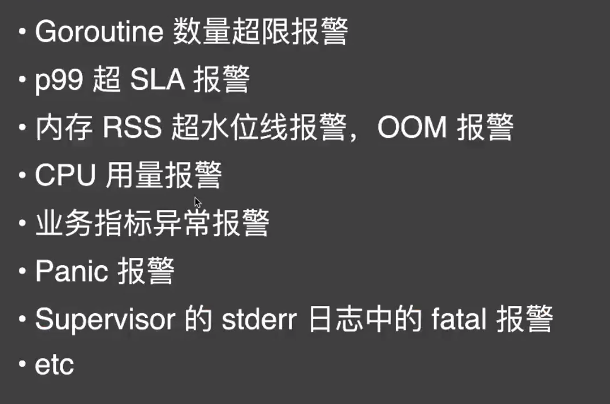 • Goroutine 数量超限报警
• p99 超 SLA 报警
• 内存 RSS 超水位线报警，OOM 报警
• CPU 用量报警
• 业务指标异常报警
• Panic 报警
• Supervisor 的 stderr 日志中的 fatal 报警
• etc